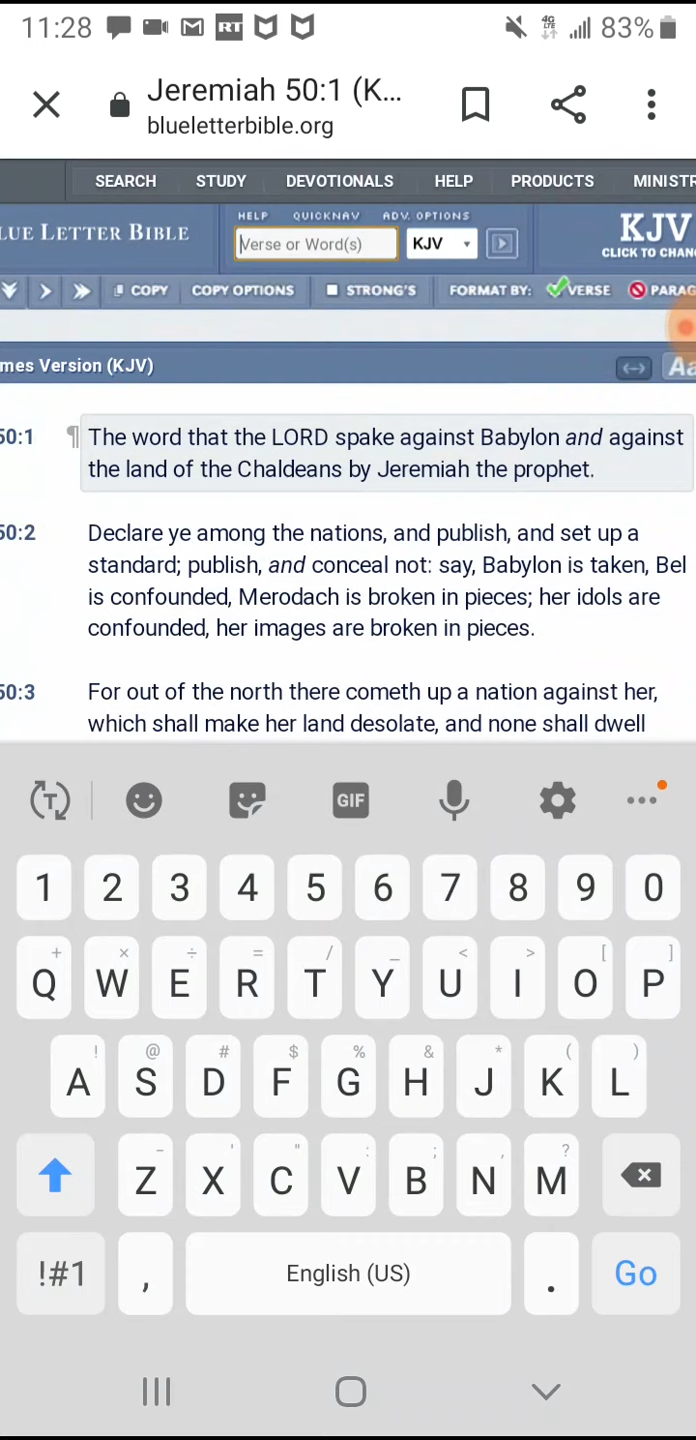 11:28 RT 4G LTE 83%
Jeremiah 50:1 (K...
blueletterbible.org
SEARCH STUDY DEVOTIONALS HELP PRODUCTS MINISTR
HELP QUICKNAV ADV. OPTIONS
LUE LETTER BIBLE Verse or Word(s) KJV KJV
CLICK TO CHAN
COPY COPY OPTIONS STRONG'S FORMAT BY: VERSE PARAG
mes Version (KJV) Aa
50:1 ¶ The word that the LORD spake against Babylon and against
the land of the Chaldeans by Jeremiah the prophet.
50:2 Declare ye among the nations, and publish, and set up a
standard; publish, and conceal not: say, Babylon is taken, Bel
is confounded, Merodach is broken in pieces; her idols are
confounded, her images are broken in pieces.
50:3 For out of the north there cometh up a nation against her,
which shall make her land desolate, and none shall dwell
T GIF
1 2 3 4 5 6 7 8 9 0
+ × ÷ = / _ < > [ ]
Q W E R T Y U I O P
! @ # $ % & * ( )
A S D F G H J K L
- ' " : ; , ?
Z X C V B N M
!#1 , English (US) . Go